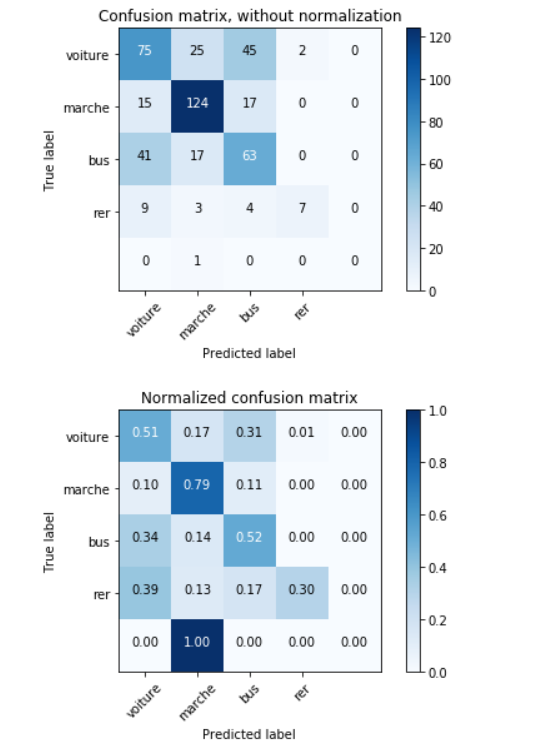 Confusion matrix, without normalization
voiture 75 25 45 2 0
marche 15 124 17 0 0
bus 41 17 63 0 0
rer 9 3 4 7 0
0 1 0 0 0
voiture marche bus rer
Predicted label
True label
120
100
80
60
40
20
0
Normalized confusion matrix
voiture 0.51 0.17 0.31 0.01 0.00
marche 0.10 0.79 0.11 0.00 0.00
bus 0.34 0.14 0.52 0.00 0.00
rer 0.39 0.13 0.17 0.30 0.00
0.00 1.00 0.00 0.00 0.00
voiture marche bus rer
Predicted label
True label
1.0
0.8
0.6
0.4
0.2
0.0